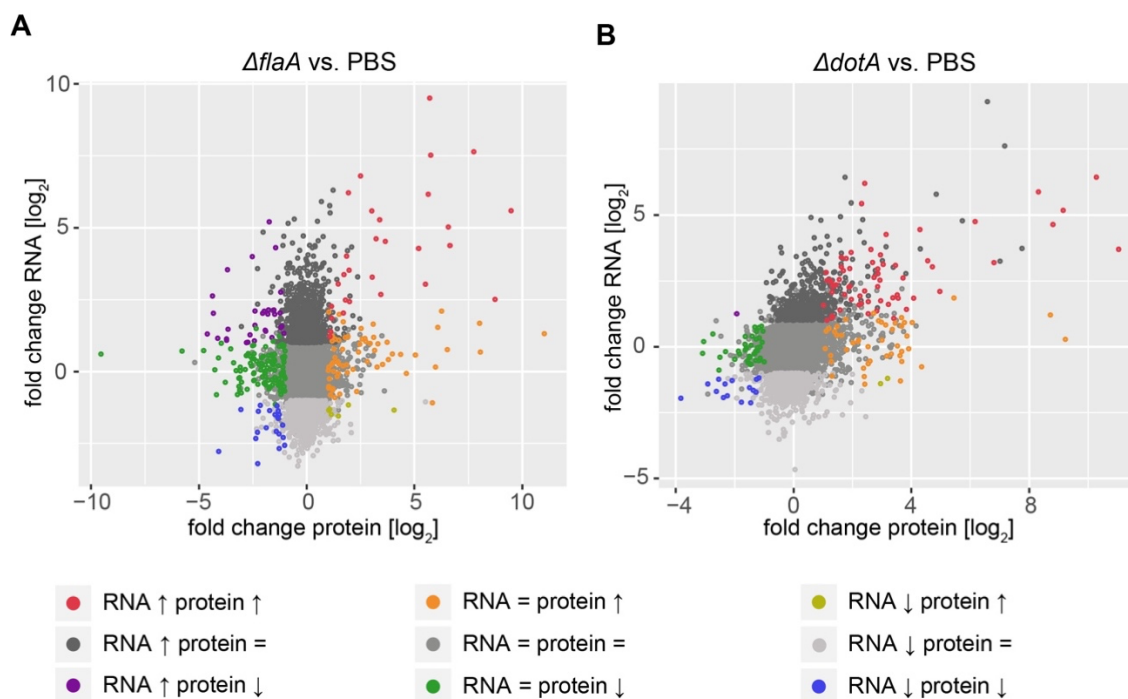 A
ΔflaA vs. PBS
10
5
0
fold change RNA [log₂]
−10 −5 0 5 10
fold change protein [log₂]
B
ΔdotA vs. PBS
5
0
−5
fold change RNA [log₂]
−4 0 4 8
fold change protein [log₂]
RNA ↑ protein ↑
RNA = protein ↑
RNA ↓ protein ↑
RNA ↑ protein =
RNA = protein =
RNA ↓ protein =
RNA ↑ protein ↓
RNA = protein ↓
RNA ↓ protein ↓